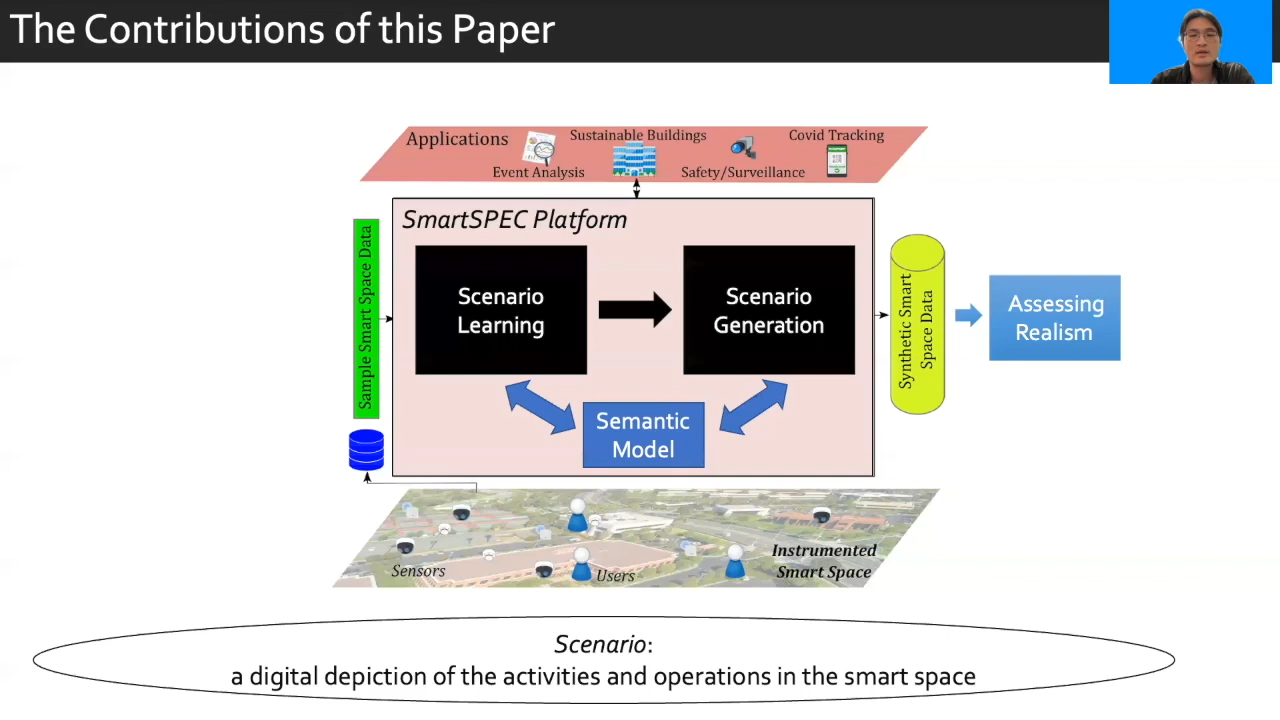 The Contributions of this Paper
Applications
Sustainable Buildings
Covid Tracking
Event Analysis
Safety/Surveillance
SmartSPEC Platform
Sample Smart Space Data
Scenario
Learning
Scenario
Generation
Semantic
Model
Synthetic Smart
Space Data
Assessing
Realism
Sensors
Users
Instrumented
Smart Space
Scenario:
a digital depiction of the activities and operations in the smart space